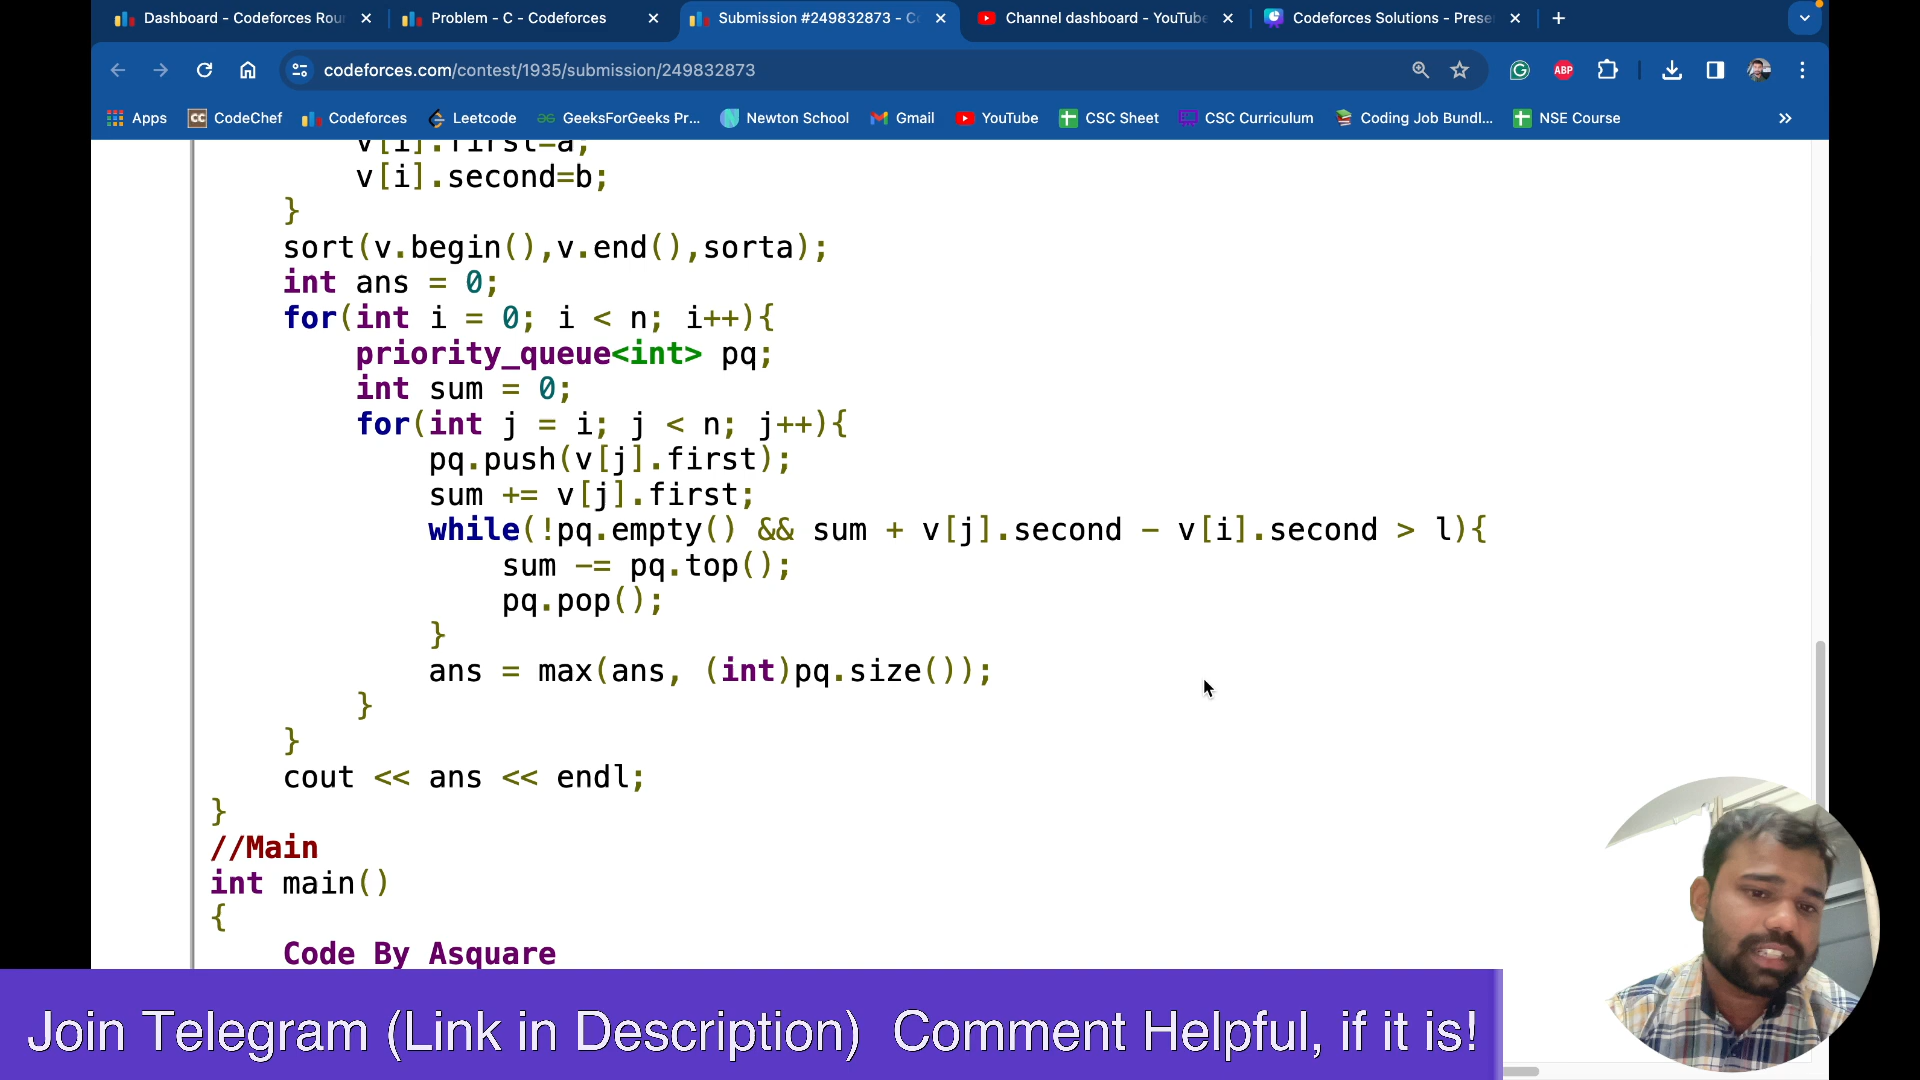 Dashboard - Codeforces Rour
Problem - C - Codeforces
Submission #249832873 - Co
Channel dashboard - YouTube
Codeforces Solutions - Prese
codeforces.com/contest/1935/submission/249832873
ABP
Apps
CC CodeChef
Codeforces
Leetcode
GeeksForGeeks Pr...
Newton School
Gmail
YouTube
CSC Sheet
CSC Curriculum
Coding Job Bundl...
NSE Course
v[i].first=a;
v[i].second=b;
}
sort(v.begin(),v.end(),sorta);
int ans = 0;
for(int i = 0; i < n; i++){
priority_queue<int> pq;
int sum = 0;
for(int j = i; j < n; j++){
pq.push(v[j].first);
sum += v[j].first;
while(!pq.empty() && sum + v[j].second - v[i].second > l){
sum -= pq.top();
pq.pop();
}
ans = max(ans, (int)pq.size());
}
}
cout << ans << endl;
}
//Main
int main()
{
Code By Asquare
Join Telegram (Link in Description) Comment Helpful, if it is!